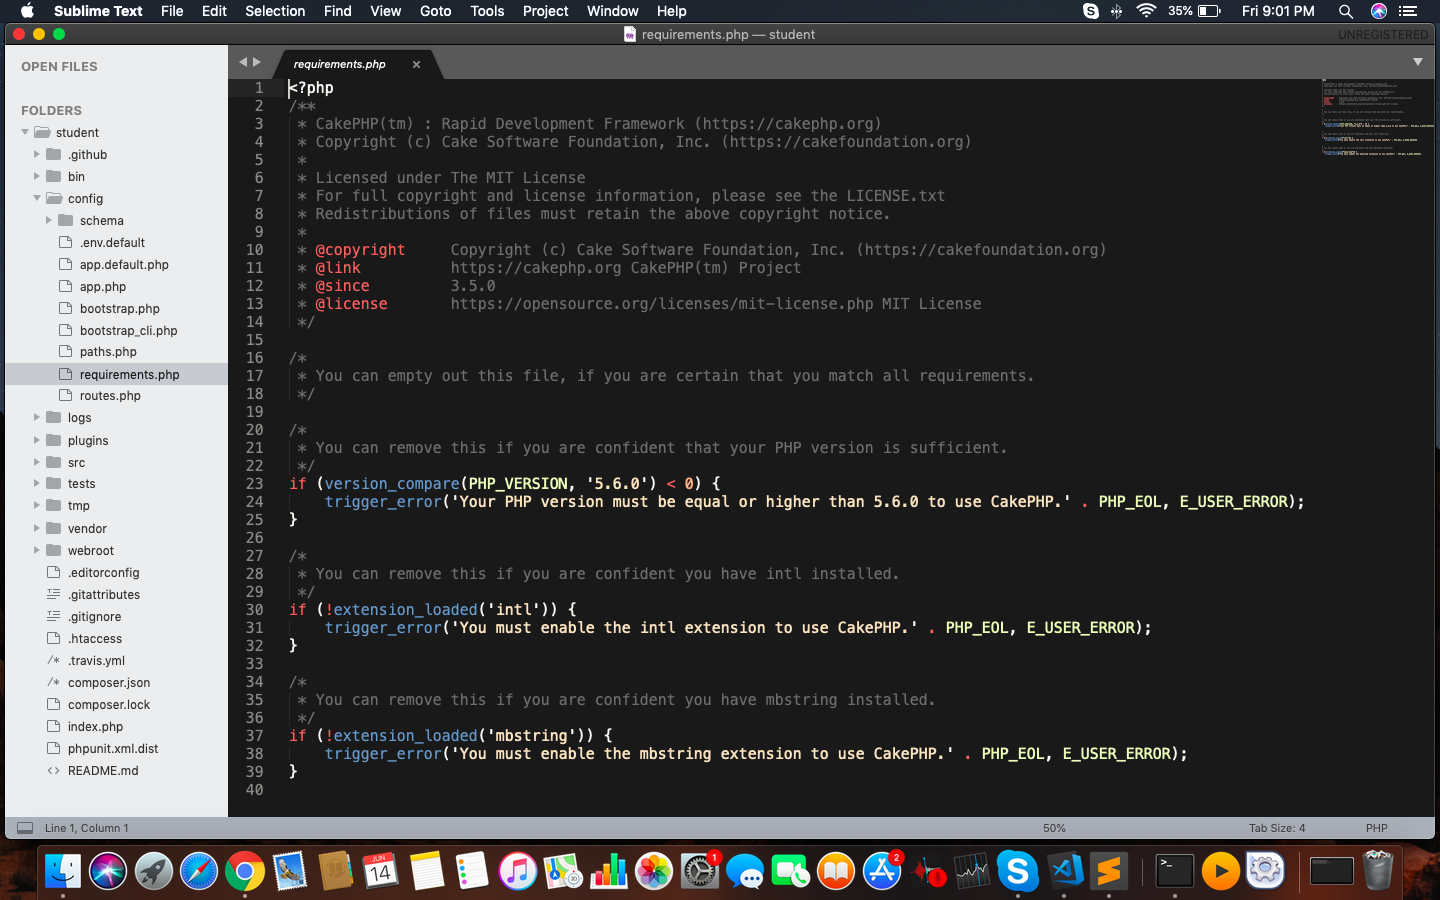 Sublime Text File Edit Selection Find View Goto Tools Project Window Help 35% Fri 9:01 PM
requirements.php — student UNREGISTERED
OPEN FILES
FOLDERS
student
.github
bin
config
schema
.env.default
app.default.php
app.php
bootstrap.php
bootstrap_cli.php
paths.php
requirements.php
routes.php
logs
plugins
src
tests
tmp
vendor
webroot
.editorconfig
.gitattributes
.gitignore
.htaccess
.travis.yml
composer.json
composer.lock
index.php
phpunit.xml.dist
README.md
requirements.php
1 <?php
2 /**
3  * CakePHP(tm) : Rapid Development Framework (https://cakephp.org)
4  * Copyright (c) Cake Software Foundation, Inc. (https://cakefoundation.org)
5  *
6  * Licensed under The MIT License
7  * For full copyright and license information, please see the LICENSE.txt
8  * Redistributions of files must retain the above copyright notice.
9  *
10  * @copyright     Copyright (c) Cake Software Foundation, Inc. (https://cakefoundation.org)
11  * @link          https://cakephp.org CakePHP(tm) Project
12  * @since         3.5.0
13  * @license       https://opensource.org/licenses/mit-license.php MIT License
14  */
15
16 /*
17  * You can empty out this file, if you are certain that you match all requirements.
18  */
19
20 /*
21  * You can remove this if you are confident that your PHP version is sufficient.
22  */
23 if (version_compare(PHP_VERSION, '5.6.0') < 0) {
24     trigger_error('Your PHP version must be equal or higher than 5.6.0 to use CakePHP.' . PHP_EOL, E_USER_ERROR);
25 }
26
27 /*
28  * You can remove this if you are confident you have intl installed.
29  */
30 if (!extension_loaded('intl')) {
31     trigger_error('You must enable the intl extension to use CakePHP.' . PHP_EOL, E_USER_ERROR);
32 }
33
34 /*
35  * You can remove this if you are confident you have mbstring installed.
36  */
37 if (!extension_loaded('mbstring')) {
38     trigger_error('You must enable the mbstring extension to use CakePHP.' . PHP_EOL, E_USER_ERROR);
39 }
40
Line 1, Column 1 50% Tab Size: 4 PHP
JUN
14
1
2